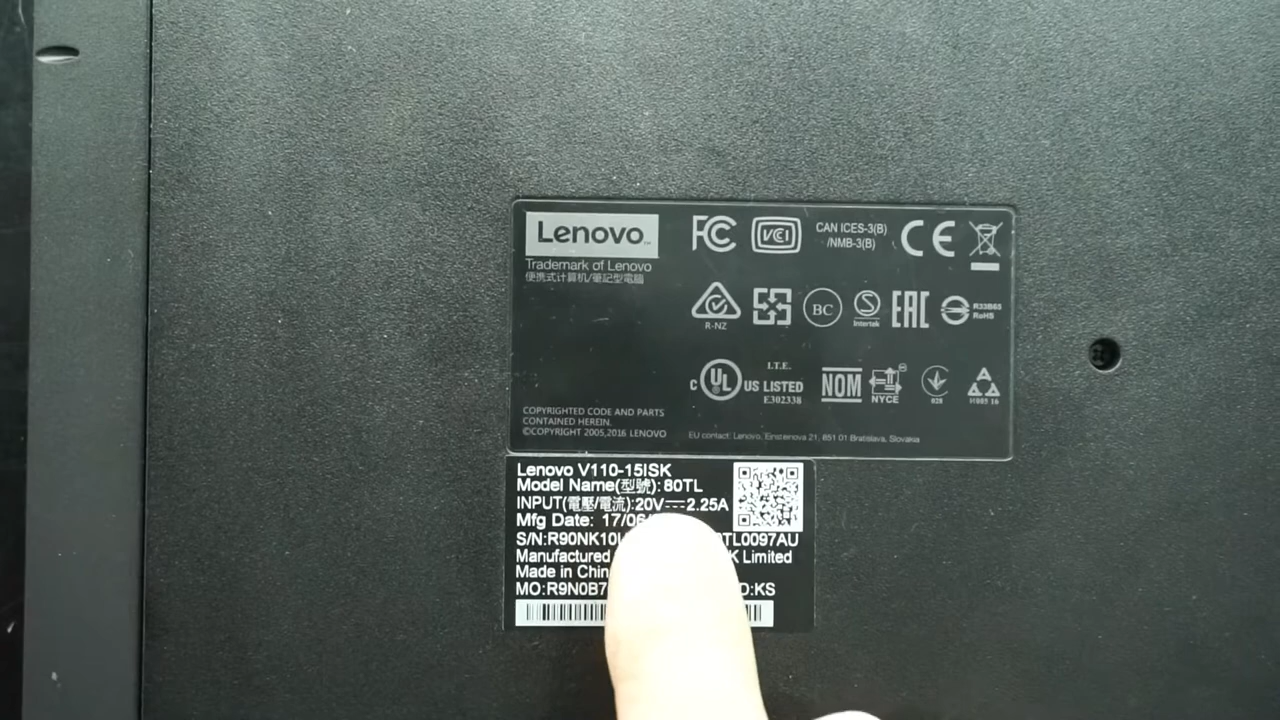 Lenovo
Trademark of Lenovo
便携式计算机/筆記型電腦
FC
VCI
CAN ICES-3(B)
/NMB-3(B)
CE
R-NZ
BC
S
Intertek
EAC
R33B65
RoHS
C UL US LISTED
I.T.E.
E302338
NOM
NYCE
028
A
COPYRIGHTED CODE AND PARTS
CONTAINED HEREIN.
©COPYRIGHT 2005,2016 LENOVO
EU contact: Lenovo, Einsteinova 21, 851 01 Bratislava, Slovakia
Lenovo V110-15ISK
Model Name(型號): 80TL
INPUT(電壓/電流):20V⎓2.25A
Mfg Date: 17/06
S/N:R90NK10 TL0097AU
Manufactured K Limited
Made in Chin
MO:R9N0B7 D:KS